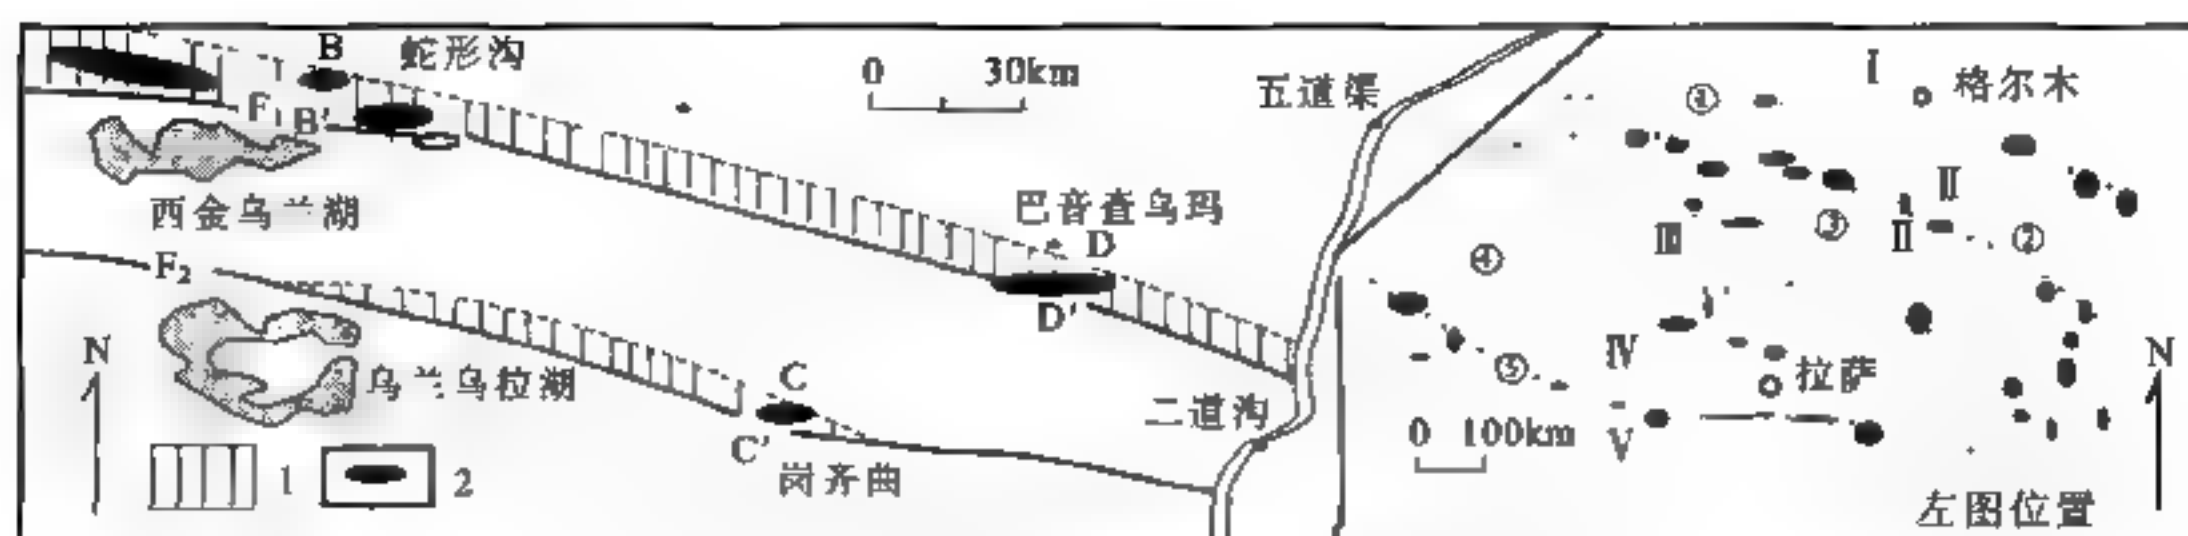 B 蛇形沟
0 30km
五道渠
F₁ B'
西金乌兰湖
巴音查乌玛
D
D'
F₂
N
乌兰乌拉湖
C
C'
岗齐曲
二道沟
1
2
Ⅰ
格尔木
①
Ⅱ
Ⅲ
③
Ⅱ
②
④
Ⅳ
⑤
拉萨
0 100km
Ⅴ
N
左图位置